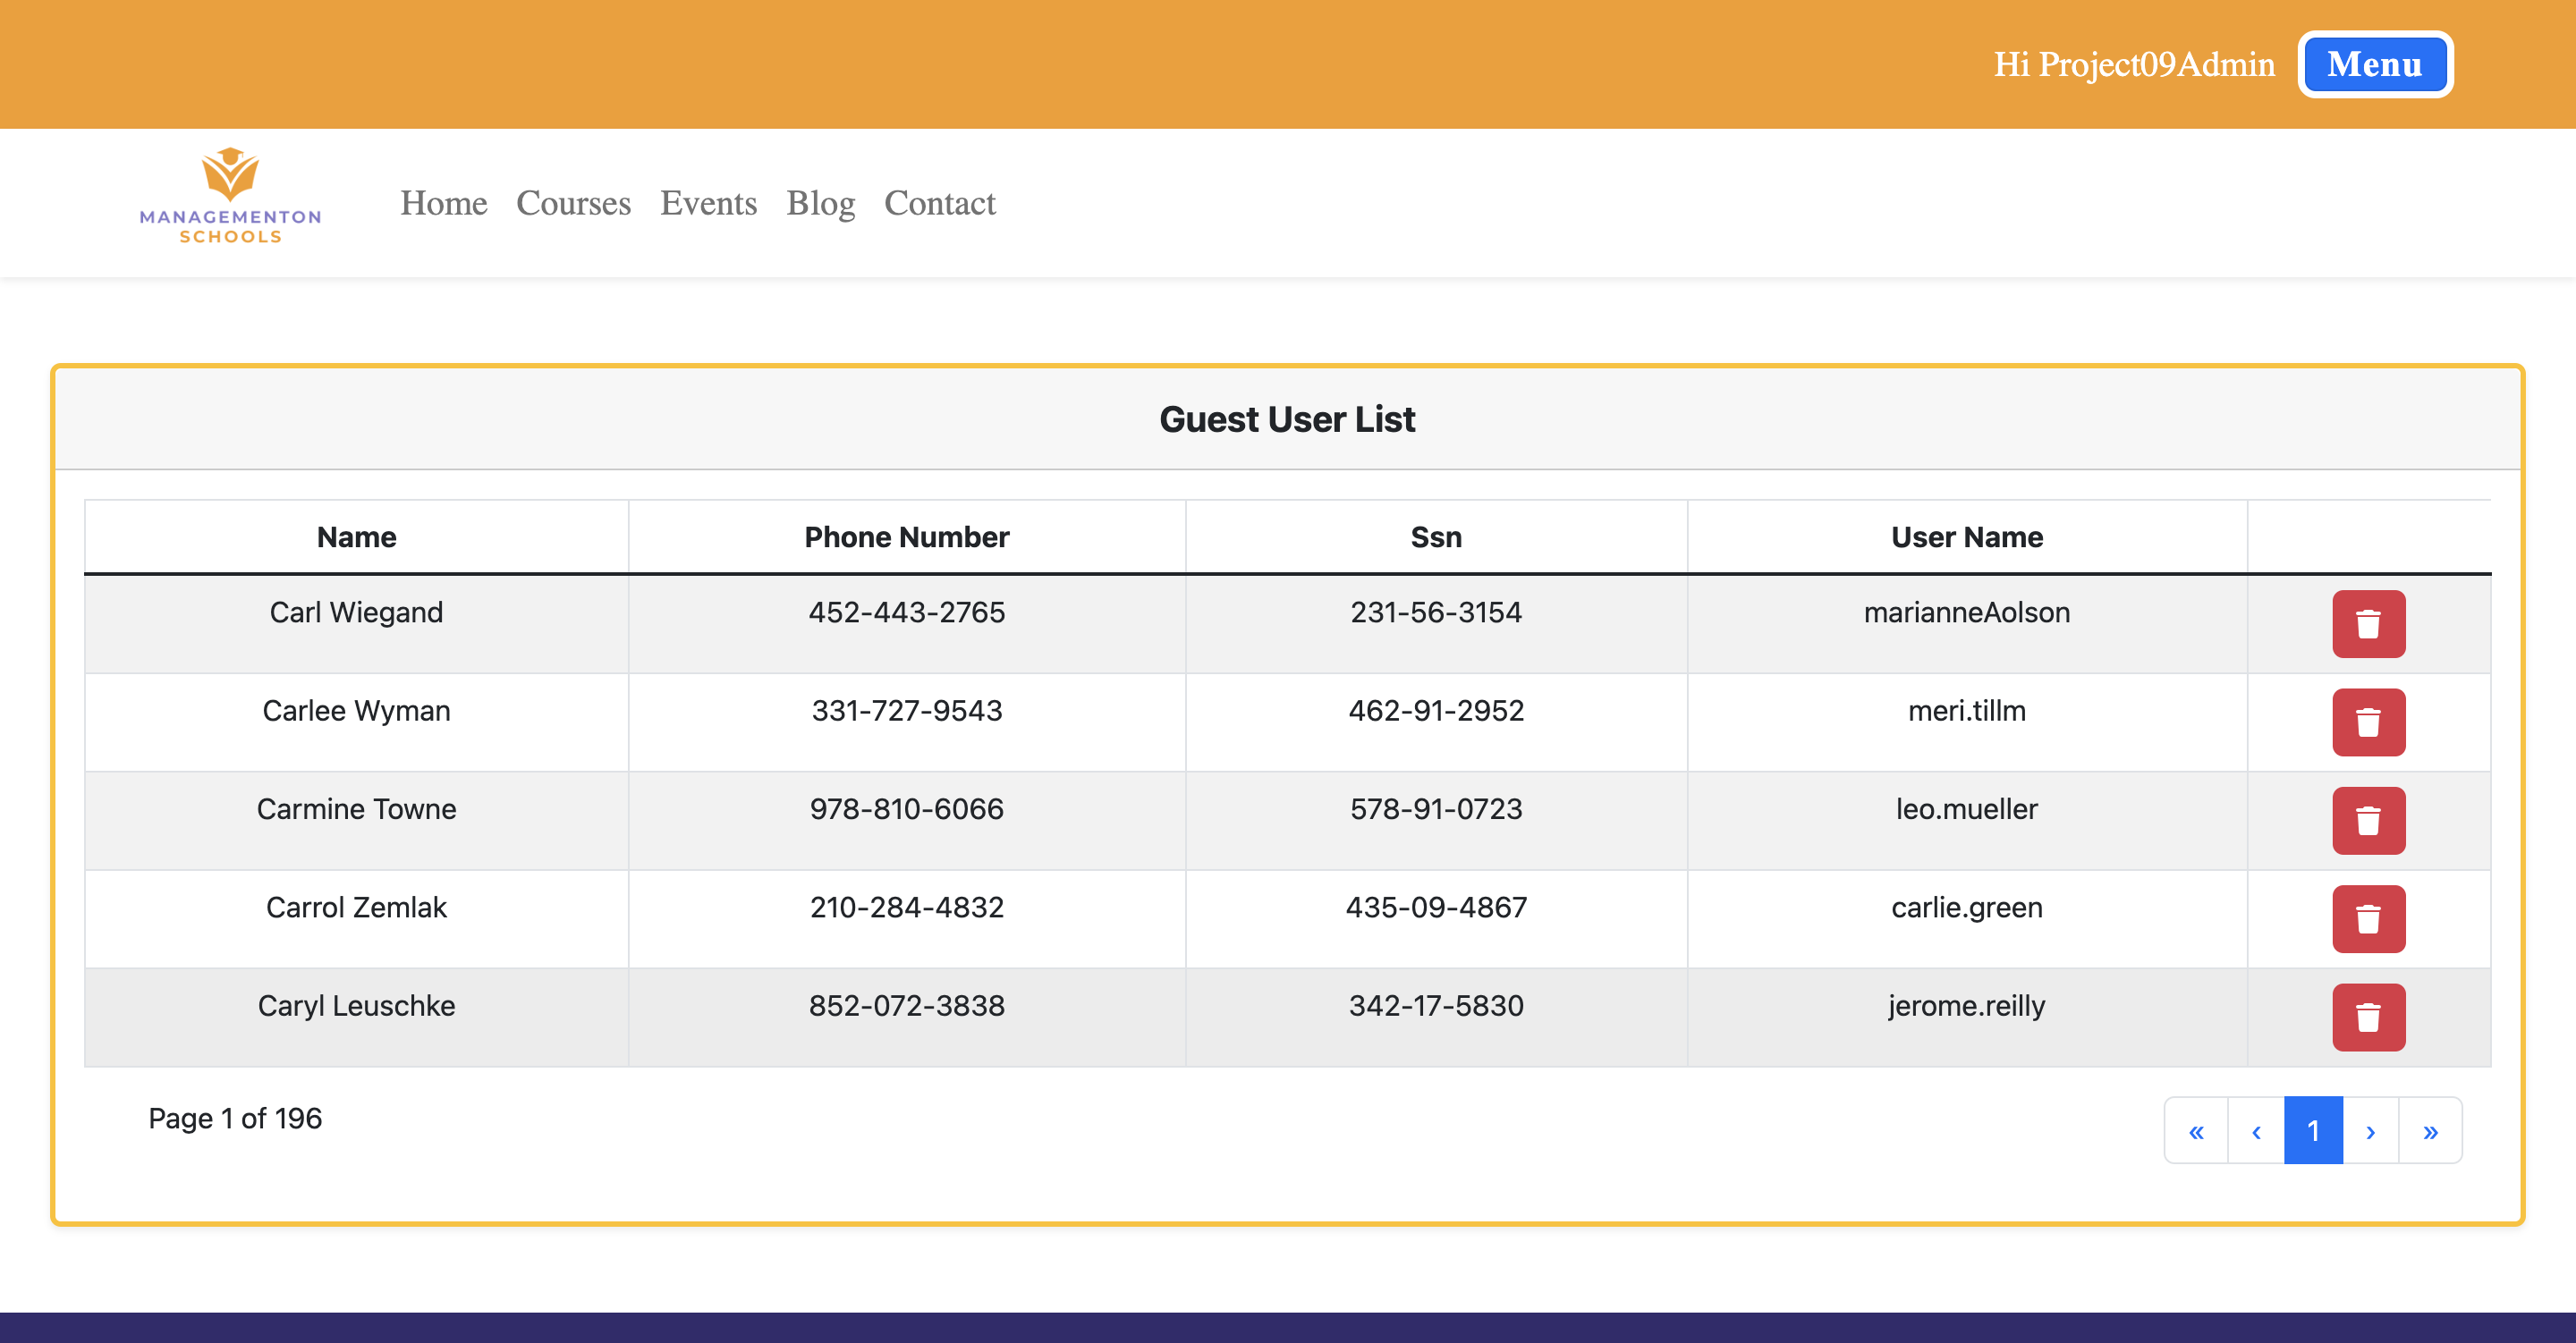 Hi Project09Admin Menu
MANAGEMENTON
SCHOOLS
Home Courses Events Blog Contact
Guest User List
Name Phone Number Ssn User Name
Carl Wiegand 452-443-2765 231-56-3154 marianneAolson
Carlee Wyman 331-727-9543 462-91-2952 meri.tillm
Carmine Towne 978-810-6066 578-91-0723 leo.mueller
Carrol Zemlak 210-284-4832 435-09-4867 carlie.green
Caryl Leuschke 852-072-3838 342-17-5830 jerome.reilly
Page 1 of 196 « ‹ 1 › »